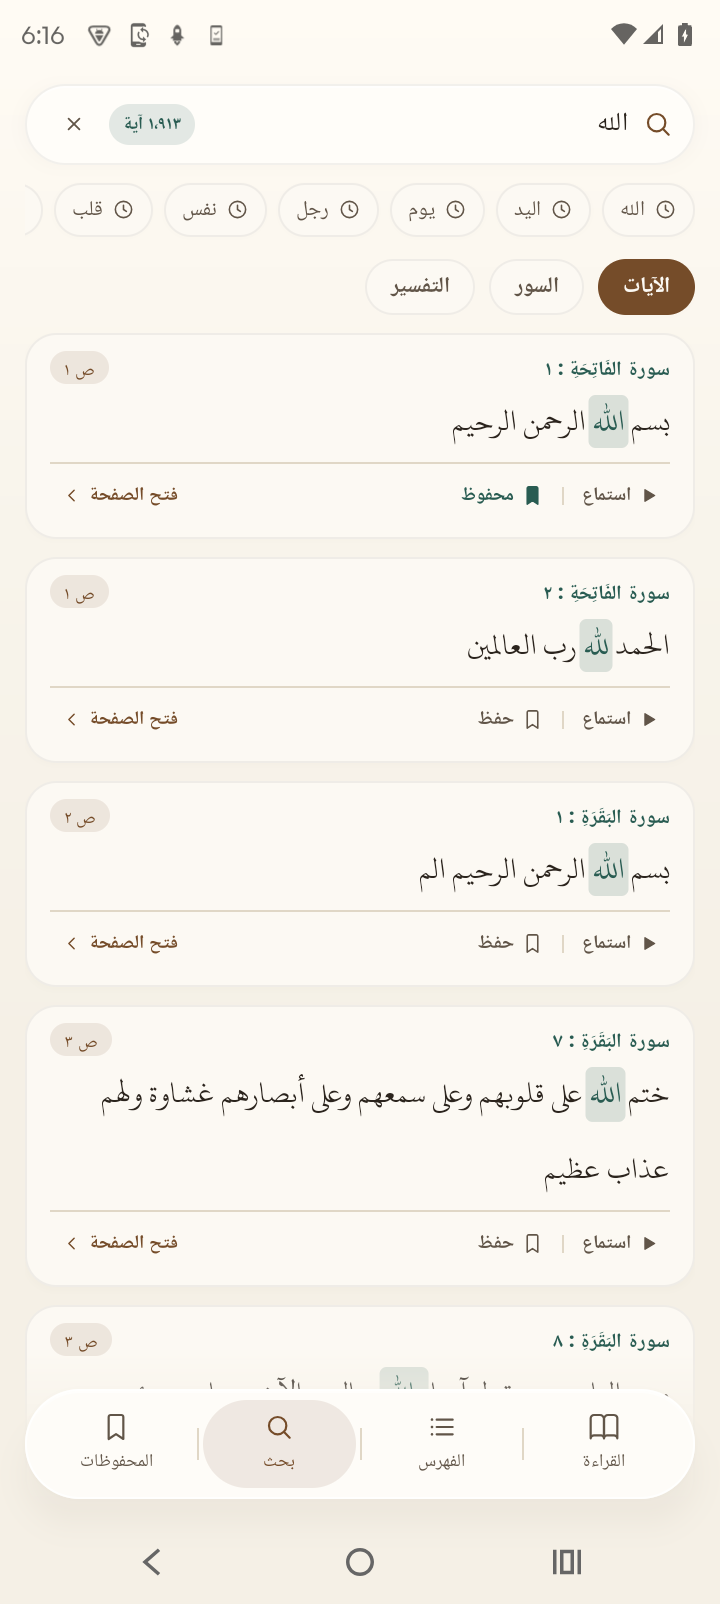 6:16
الله
١،٩١٣ آية
الله
اليد
يوم
رجل
نفس
قلب
الآيات
السور
التفسير
سورة الفَاتِحَةِ : ١
ص ١
بسم الله الرحمن الرحيم
استماع
محفوظ
فتح الصفحة
سورة الفَاتِحَةِ : ٢
ص ١
الحمد لله رب العالمين
استماع
حفظ
فتح الصفحة
سورة البَقَرَةِ : ١
ص ٢
بسم الله الرحمن الرحيم الم
استماع
حفظ
فتح الصفحة
سورة البَقَرَةِ : ٧
ص ٣
ختم الله على قلوبهم وعلى سمعهم وعلى أبصارهم غشاوة ولهم
عذاب عظيم
استماع
حفظ
فتح الصفحة
سورة البَقَرَةِ : ٨
ص ٣
القراءة
الفهرس
بحث
المحفوظات